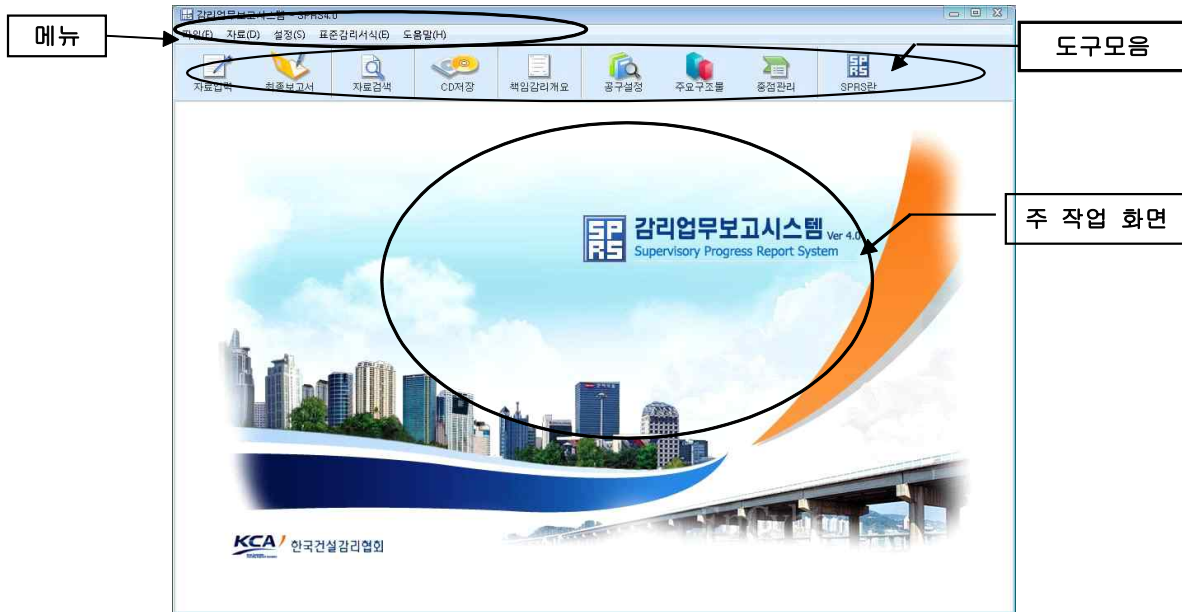 감리업무보고시스템 - SPRS4.0
메뉴
파일(F) 자료(D) 설정(S) 표준감리서식(E) 도움말(H)
도구모음
자료입력 최종보고서 자료검색 CD저장 책임감리개요 공구설정 주요구조물 중점관리 SPRS란
주 작업 화면
SP
RS
감리업무보고시스템 Ver 4.0
Supervisory Progress Report System
KCA 한국건설감리협회